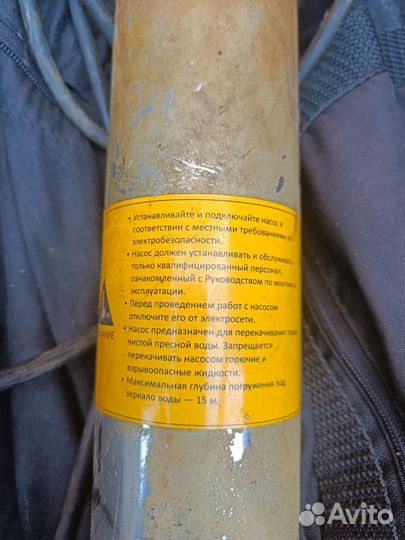 • Устанавливайте и подключайте насос в
соответствии с местными требованиями по
электробезопасности.
• Насос должен устанавливать и обслуживать
только квалифицированный персонал,
ознакомленный с Руководством по монтажу и
эксплуатации.
• Перед проведением работ с насосом
отключите его от электросети.
• Насос предназначен для перекачивания только
чистой пресной воды. Запрещается
перекачивать насосом горючие и
взрывоопасные жидкости.
• Максимальная глубина погружения под
зеркало воды — 15 м.
Avito